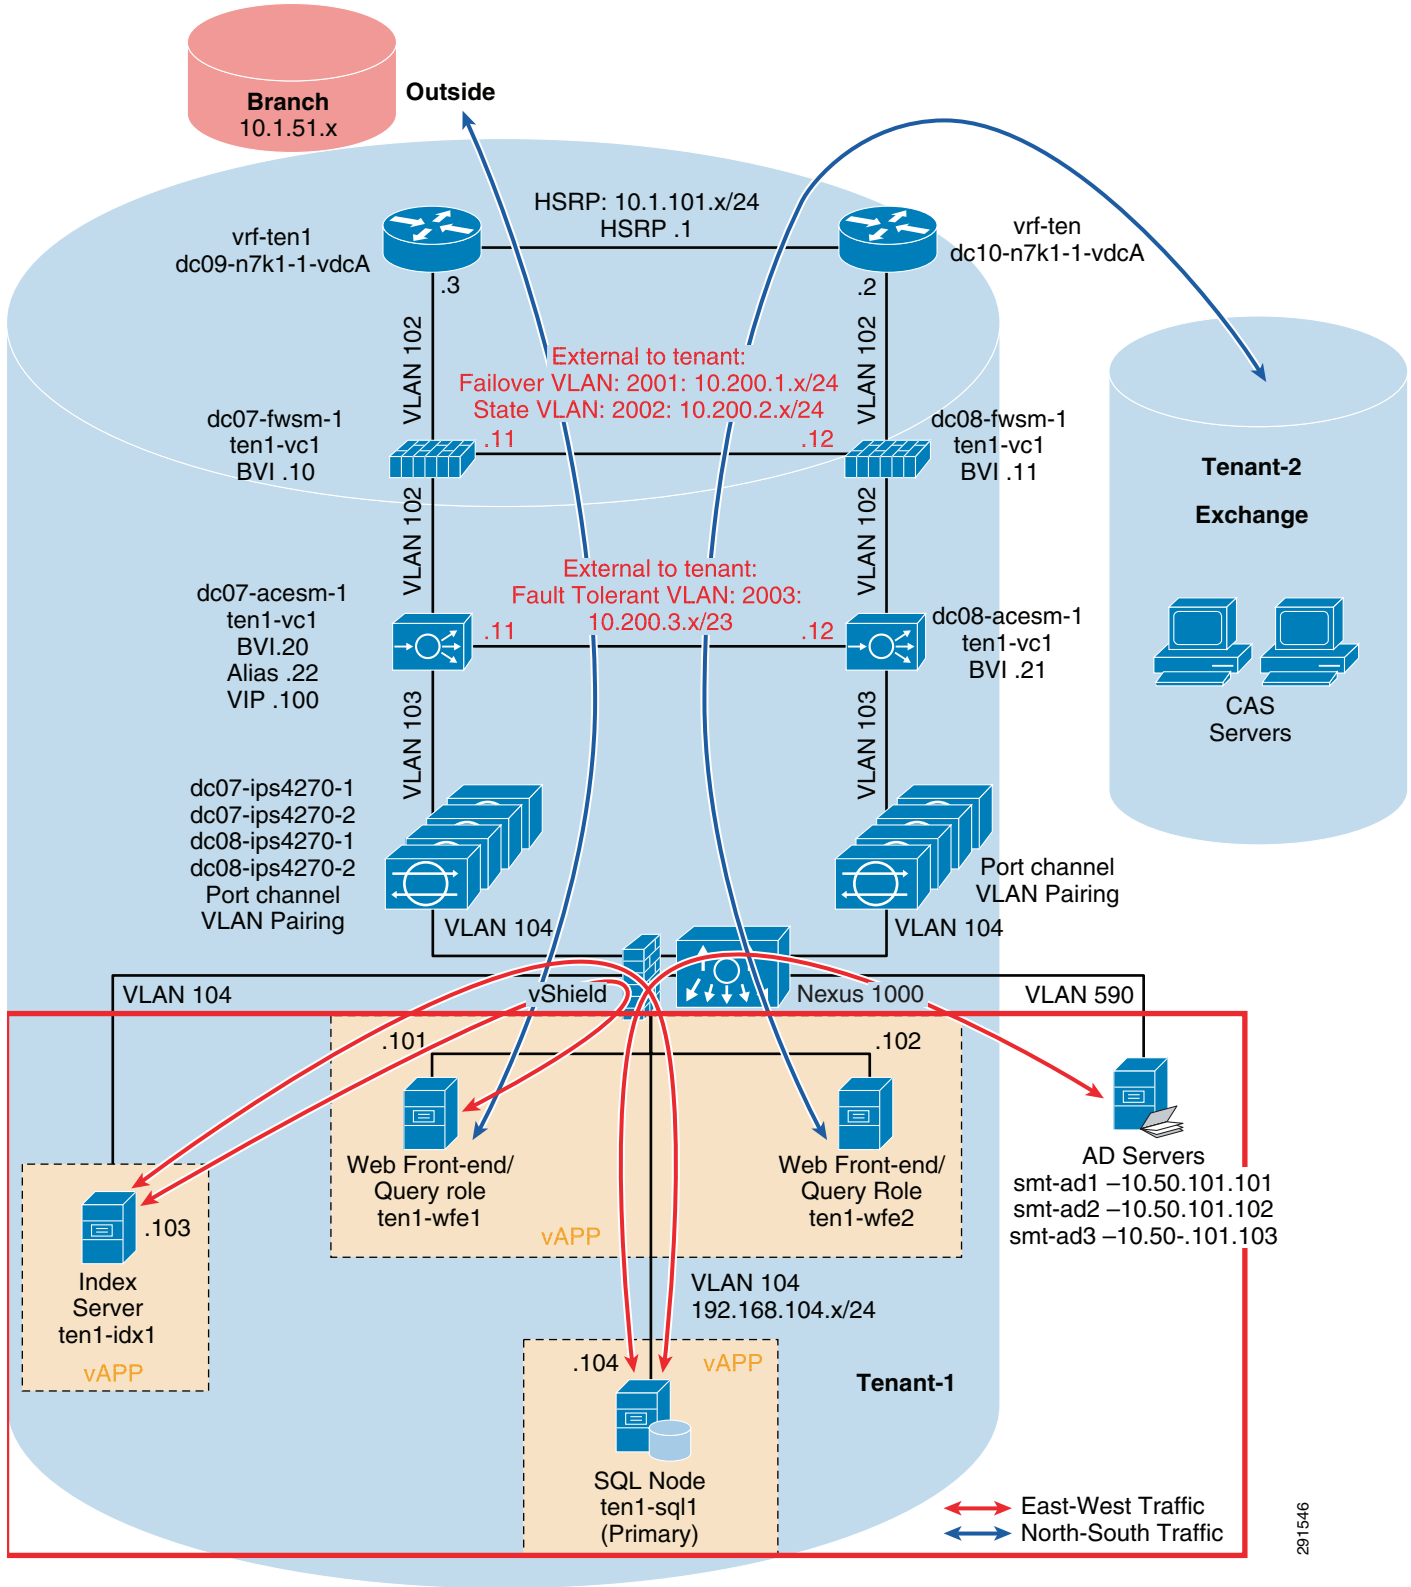 Branch
10.1.51.x
Outside
HSRP: 10.1.101.x/24
HSRP .1
vrf-ten1
dc09-n7k1-1-vdcA
vrf-ten
dc10-n7k1-1-vdcA
.3
.2
VLAN 102
VLAN 102
External to tenant:
Failover VLAN: 2001: 10.200.1.x/24
State VLAN: 2002: 10.200.2.x/24
dc07-fwsm-1
ten1-vc1
BVI .10
.11
.12
dc08-fwsm-1
ten1-vc1
BVI .11
Tenant-2
Exchange
VLAN 102
VLAN 102
External to tenant:
Fault Tolerant VLAN: 2003:
10.200.3.x/23
dc07-acesm-1
ten1-vc1
BVI.20
Alias .22
VIP .100
.11
.12
dc08-acesm-1
ten1-vc1
BVI .21
CAS
Servers
VLAN 103
VLAN 103
dc07-ips4270-1
dc07-ips4270-2
dc08-ips4270-1
dc08-ips4270-2
Port channel
VLAN Pairing
Port channel
VLAN Pairing
VLAN 104
VLAN 104
VLAN 104
vShield
Nexus 1000
VLAN 590
.101
.102
Web Front-end/
Query role
ten1-wfe1
Web Front-end/
Query Role
ten1-wfe2
vAPP
AD Servers
smt-ad1 –10.50.101.101
smt-ad2 –10.50.101.102
smt-ad3 –10.50-.101.103
.103
Index
Server
ten1-idx1
vAPP
VLAN 104
192.168.104.x/24
.104
vAPP
SQL Node
ten1-sql1
(Primary)
Tenant-1
East-West Traffic
North-South Traffic
291546